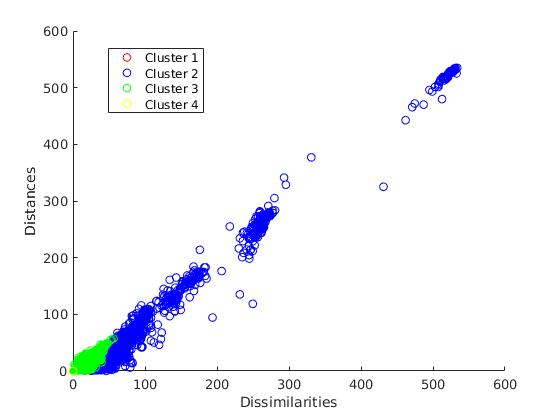 600
500
400
300
200
100
0
Distances
Cluster 1
Cluster 2
Cluster 3
Cluster 4
0 100 200 300 400 500 600
Dissimilarities